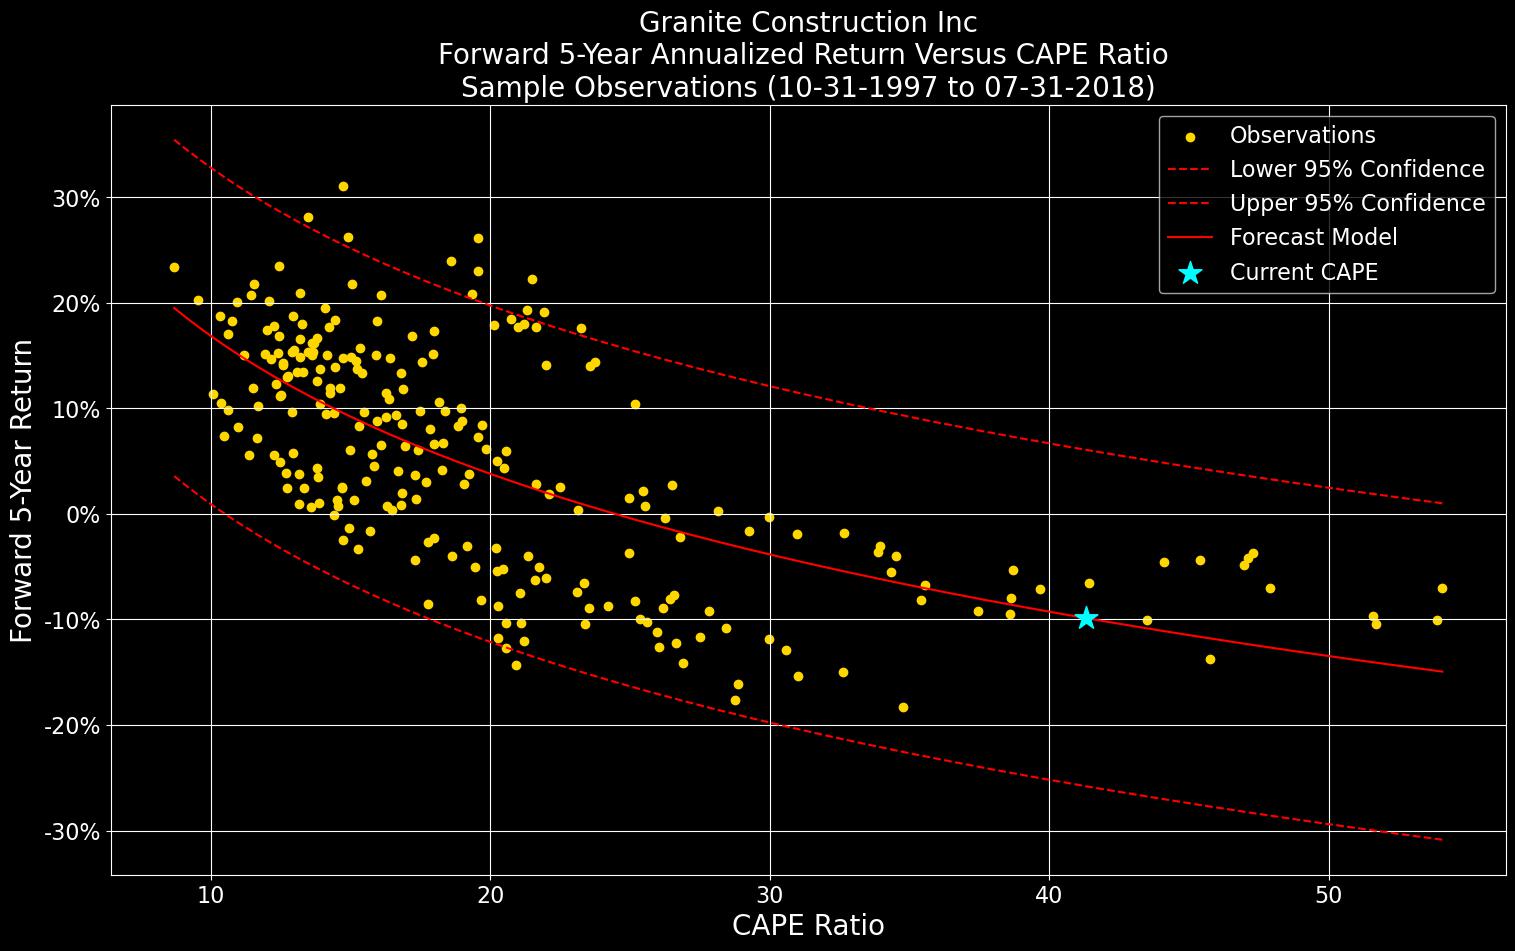 Granite Construction Inc
Forward 5-Year Annualized Return Versus CAPE Ratio
Sample Observations (10-31-1997 to 07-31-2018)
Observations
Lower 95% Confidence
Upper 95% Confidence
Forecast Model
Current CAPE
Forward 5-Year Return
30%
20%
10%
0%
-10%
-20%
-30%
10 20 30 40 50
CAPE Ratio